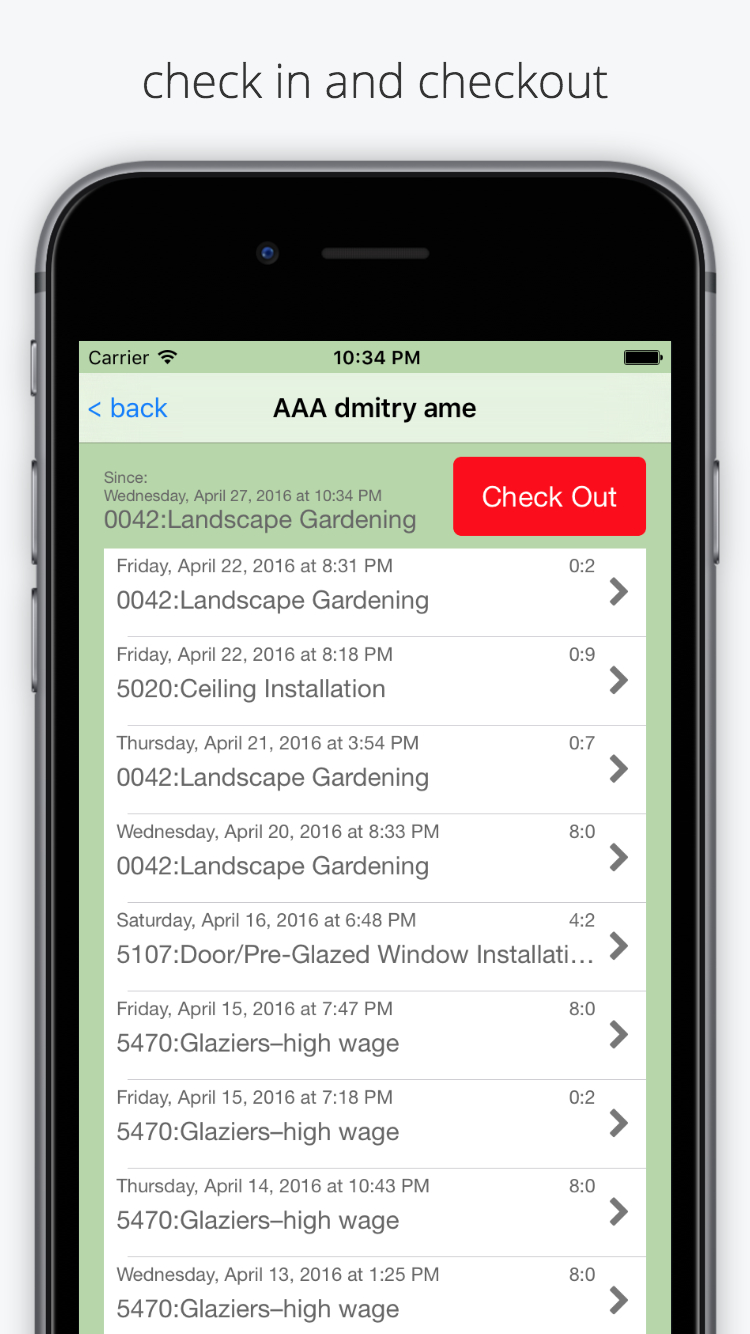 check in and checkout
Carrier 10:34 PM
< back AAA dmitry ame
Since:
Wednesday, April 27, 2016 at 10:34 PM
0042:Landscape Gardening
Check Out
Friday, April 22, 2016 at 8:31 PM 0:2
0042:Landscape Gardening
Friday, April 22, 2016 at 8:18 PM 0:9
5020:Ceiling Installation
Thursday, April 21, 2016 at 3:54 PM 0:7
0042:Landscape Gardening
Wednesday, April 20, 2016 at 8:33 PM 8:0
0042:Landscape Gardening
Saturday, April 16, 2016 at 6:48 PM 4:2
5107:Door/Pre-Glazed Window Installati...
Friday, April 15, 2016 at 7:47 PM 8:0
5470:Glaziers–high wage
Friday, April 15, 2016 at 7:18 PM 0:2
5470:Glaziers–high wage
Thursday, April 14, 2016 at 10:43 PM 8:0
5470:Glaziers–high wage
Wednesday, April 13, 2016 at 1:25 PM 8:0
5470:Glaziers–high wage